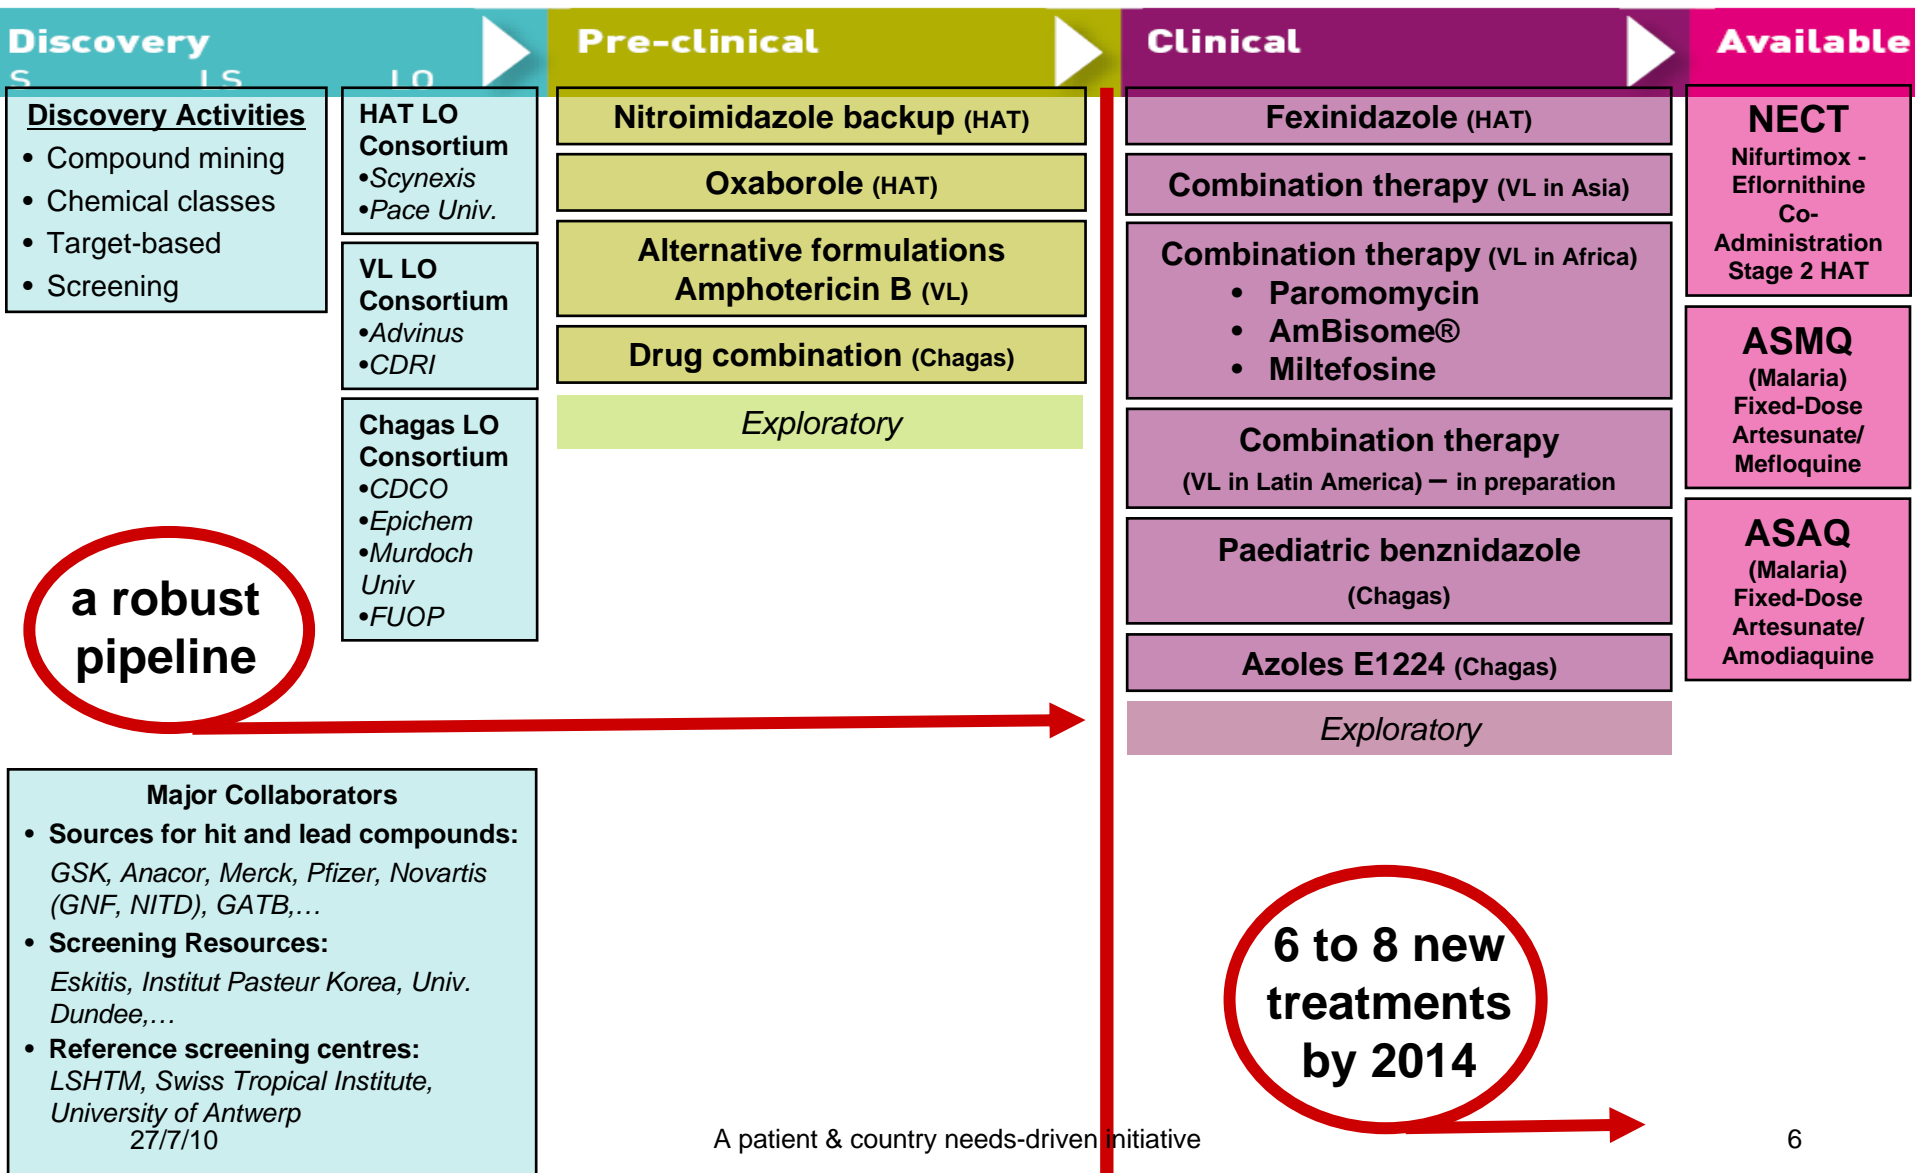 Discovery
S LS LO
Pre-clinical
Clinical
Available
Discovery Activities
• Compound mining
• Chemical classes
• Target-based
• Screening
HAT LO
Consortium
•Scynexis
•Pace Univ.
VL LO
Consortium
•Advinus
•CDRI
Chagas LO
Consortium
•CDCO
•Epichem
•Murdoch
Univ
•FUOP
a robust
pipeline
Major Collaborators
• Sources for hit and lead compounds:
GSK, Anacor, Merck, Pfizer, Novartis
(GNF, NITD), GATB,…
• Screening Resources:
Eskitis, Institut Pasteur Korea, Univ.
Dundee,…
• Reference screening centres:
LSHTM, Swiss Tropical Institute,
University of Antwerp
Nitroimidazole backup (HAT)
Oxaborole (HAT)
Alternative formulations
Amphotericin B (VL)
Drug combination (Chagas)
Exploratory
Fexinidazole (HAT)
Combination therapy (VL in Asia)
Combination therapy (VL in Africa)
• Paromomycin
• AmBisome®
• Miltefosine
Combination therapy
(VL in Latin America) – in preparation
Paediatric benznidazole
(Chagas)
Azoles E1224 (Chagas)
Exploratory
NECT
Nifurtimox -
Eflornithine
Co-
Administration
Stage 2 HAT
ASMQ
(Malaria)
Fixed-Dose
Artesunate/
Mefloquine
ASAQ
(Malaria)
Fixed-Dose
Artesunate/
Amodiaquine
6 to 8 new
treatments
by 2014
27/7/10
A patient & country needs-driven initiative
6